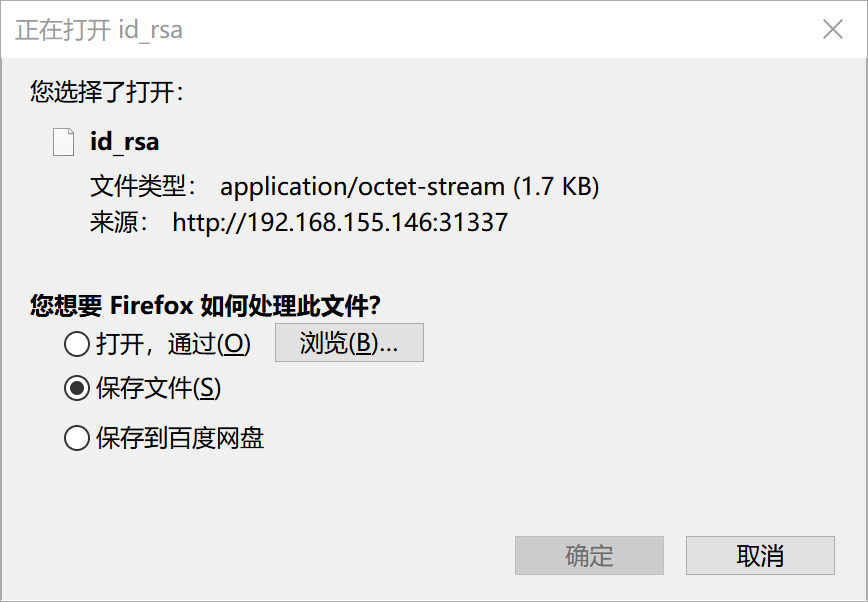 正在打开 id_rsa
您选择了打开：
id_rsa
文件类型： application/octet-stream (1.7 KB)
来源： http://192.168.155.146:31337
您想要 Firefox 如何处理此文件？
打开，通过(O) 浏览(B)...
保存文件(S)
保存到百度网盘
确定 取消